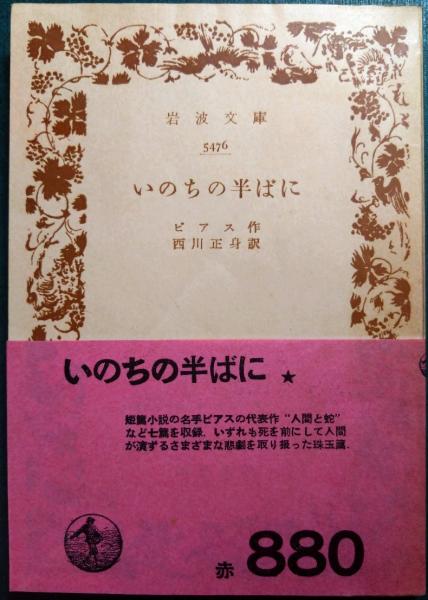 岩波文庫
5476
いのちの半ばに
ビアス作
西川正身訳
いのちの半ばに ★
短篇小説の名手ビアスの代表作 “人間と蛇”
など七篇を収録. いずれも死を前にして人間
が演ずるさまざまな悲劇を取り扱った珠玉篇.
赤 880